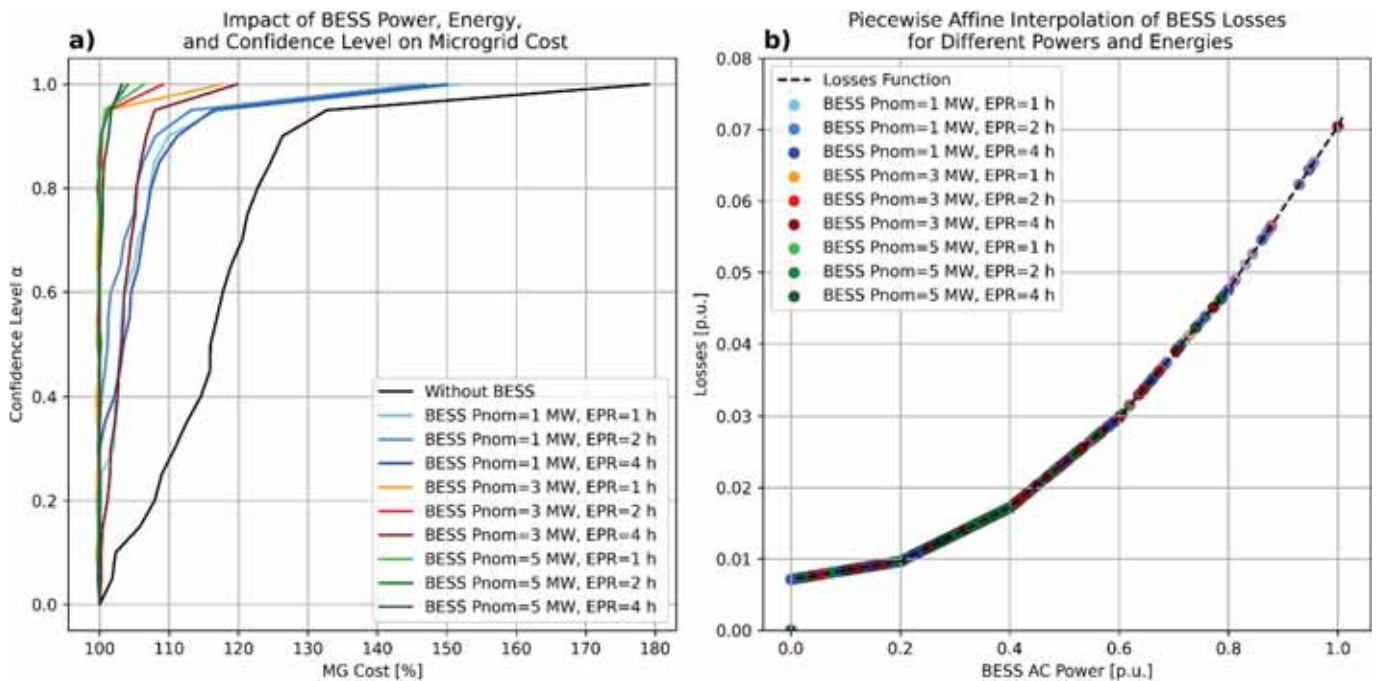 Impact of BESS Power, Energy,
and Confidence Level on Microgrid Cost
a)
1.0
0.8
0.6
0.4
0.2
0.0
Confidence Level α
Without BESS
BESS Pnom=1 MW, EPR=1 h
BESS Pnom=1 MW, EPR=2 h
BESS Pnom=1 MW, EPR=4 h
BESS Pnom=3 MW, EPR=1 h
BESS Pnom=3 MW, EPR=2 h
BESS Pnom=3 MW, EPR=4 h
BESS Pnom=5 MW, EPR=1 h
BESS Pnom=5 MW, EPR=2 h
BESS Pnom=5 MW, EPR=4 h
100 110 120 130 140 150 160 170 180
MG Cost [%]
Piecewise Affine Interpolation of BESS Losses
for Different Powers and Energies
b)
0.08
0.07
0.06
0.05
0.04
0.03
0.02
0.01
0.00
Losses [p.u.]
Losses Function
BESS Pnom=1 MW, EPR=1 h
BESS Pnom=1 MW, EPR=2 h
BESS Pnom=1 MW, EPR=4 h
BESS Pnom=3 MW, EPR=1 h
BESS Pnom=3 MW, EPR=2 h
BESS Pnom=3 MW, EPR=4 h
BESS Pnom=5 MW, EPR=1 h
BESS Pnom=5 MW, EPR=2 h
BESS Pnom=5 MW, EPR=4 h
0.0 0.2 0.4 0.6 0.8 1.0
BESS AC Power [p.u.]